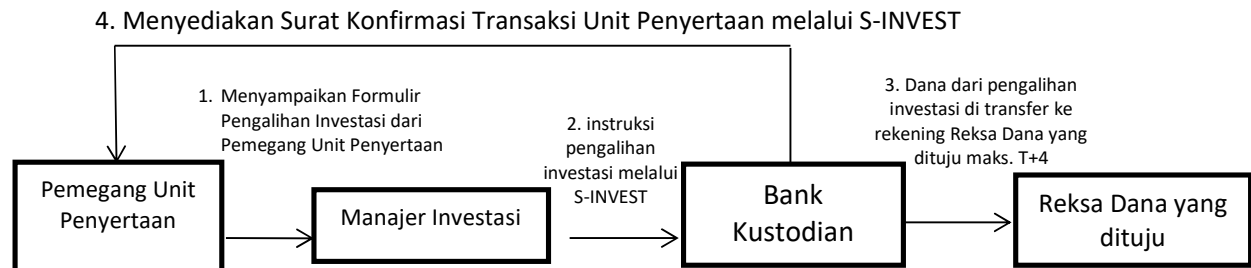 4. Menyediakan Surat Konfirmasi Transaksi Unit Penyertaan melalui S-INVEST
1. Menyampaikan Formulir
Pengalihan Investasi dari
Pemegang Unit Penyertaan
2. instruksi
pengalihan
investasi melalui
S-INVEST
3. Dana dari pengalihan
investasi di transfer ke
rekening Reksa Dana yang
dituju maks. T+4
Pemegang Unit
Penyertaan
Manajer Investasi
Bank
Kustodian
Reksa Dana yang
dituju